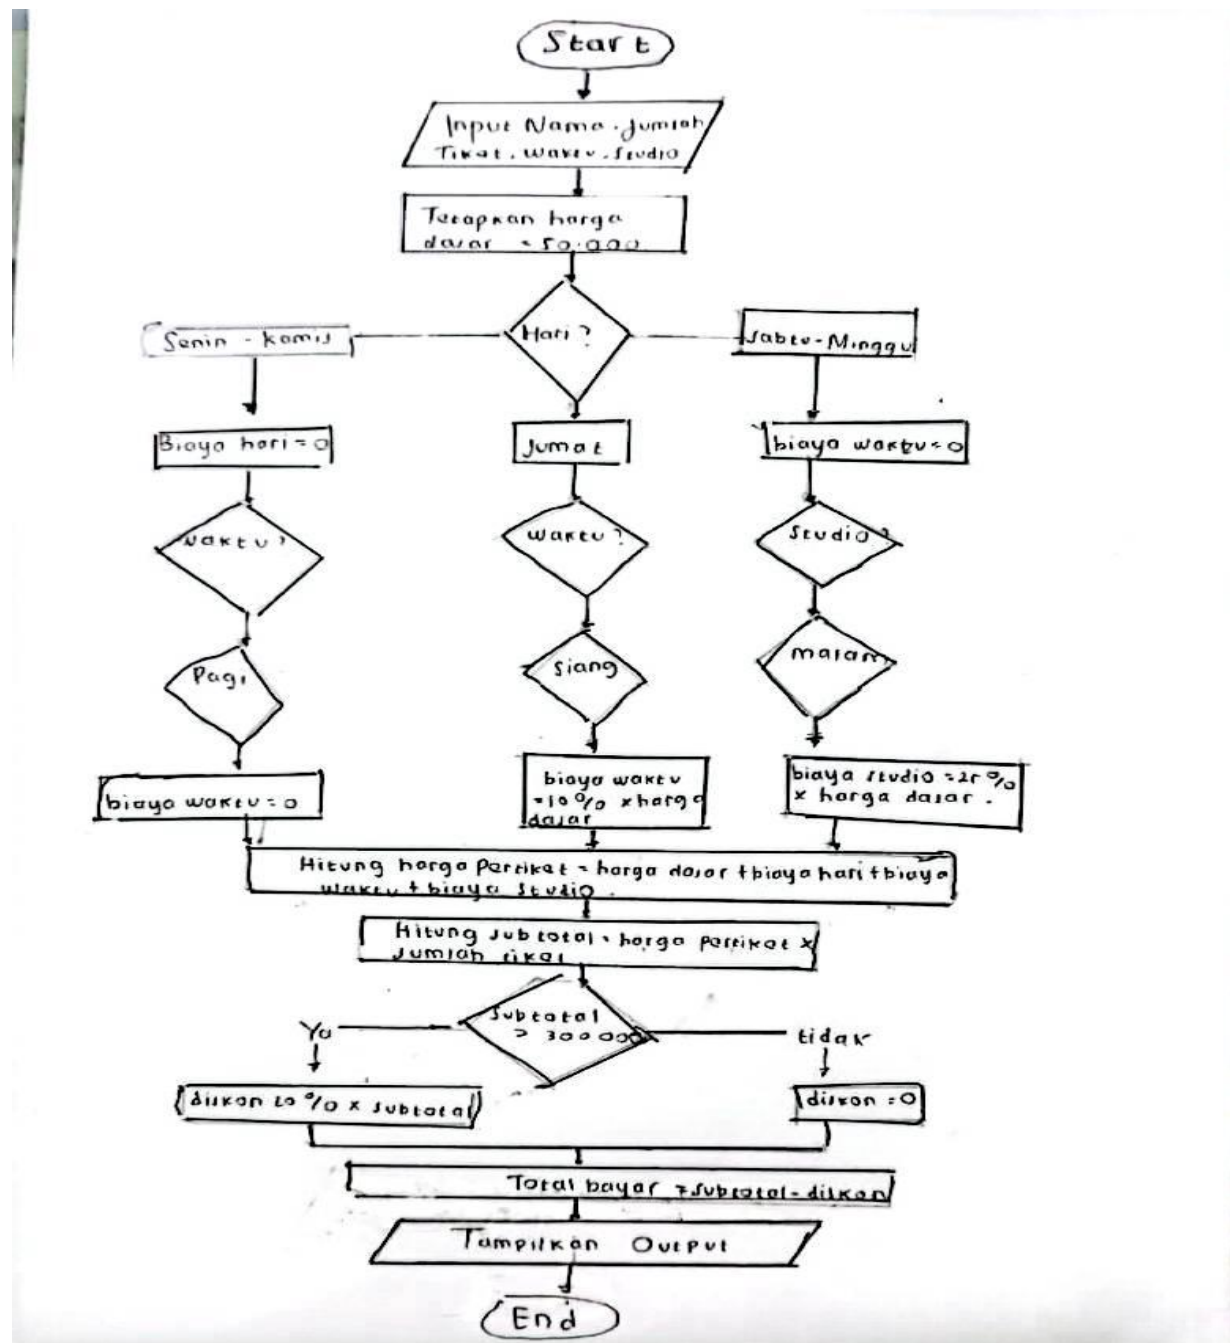 Start
Input Nama. Jumlah
Tiket. waktu. Studio
Tetapkan harga
dasar = 50.000
Hari?
Senin - kamis
Sabtu-Minggu
Biaya hari = 0
Jumat
biaya waktu = 0
waktu?
waktu?
Studio?
Pagi
Siang
malam
biaya waktu = 0
biaya waktu
=10% x harga
dasar
biaya studio = 25%
x harga dasar.
Hitung harga Pertiket = harga dasar + biaya hari + biaya
waktu + biaya studio.
Hitung subtotal = harga Pertiket x
Jumlah tiket
Subtotal
> 300000
Ya
tidak
diskon 20% x subtotal
diskon = 0
Total bayar = subtotal - diskon
Tampilkan Output
End